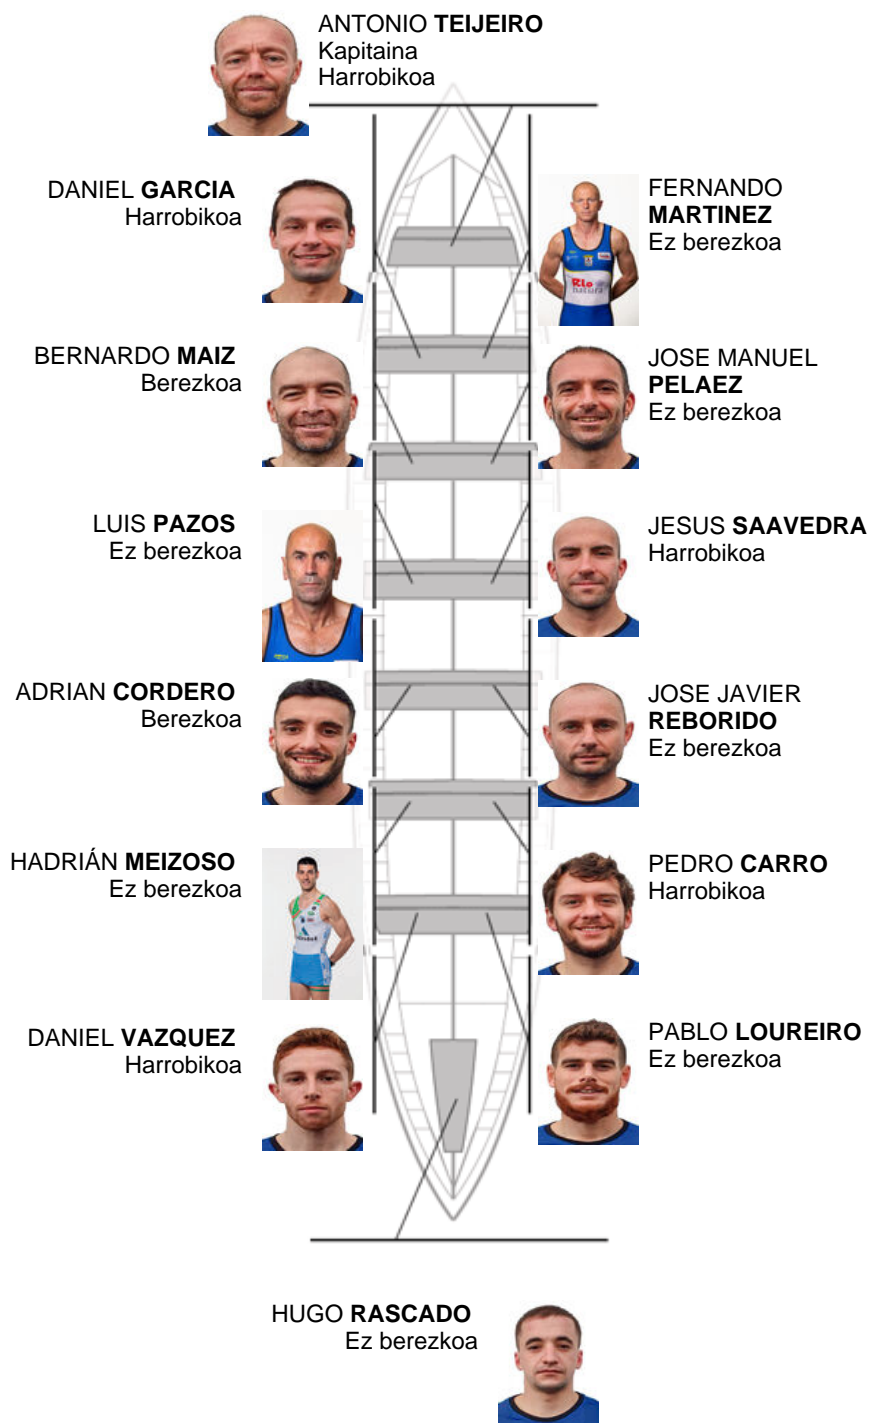 ANTONIO TEIJEIRO
Kapitaina
Harrobikoa
DANIEL GARCIA
Harrobikoa
FERNANDO
MARTINEZ
Ez berezkoa
BERNARDO MAIZ
Berezkoa
JOSE MANUEL
PELAEZ
Ez berezkoa
LUIS PAZOS
Ez berezkoa
JESUS SAAVEDRA
Harrobikoa
ADRIAN CORDERO
Berezkoa
JOSE JAVIER
REBORIDO
Ez berezkoa
HADRIÁN MEIZOSO
Ez berezkoa
PEDRO CARRO
Harrobikoa
DANIEL VAZQUEZ
Harrobikoa
PABLO LOUREIRO
Ez berezkoa
HUGO RASCADO
Ez berezkoa